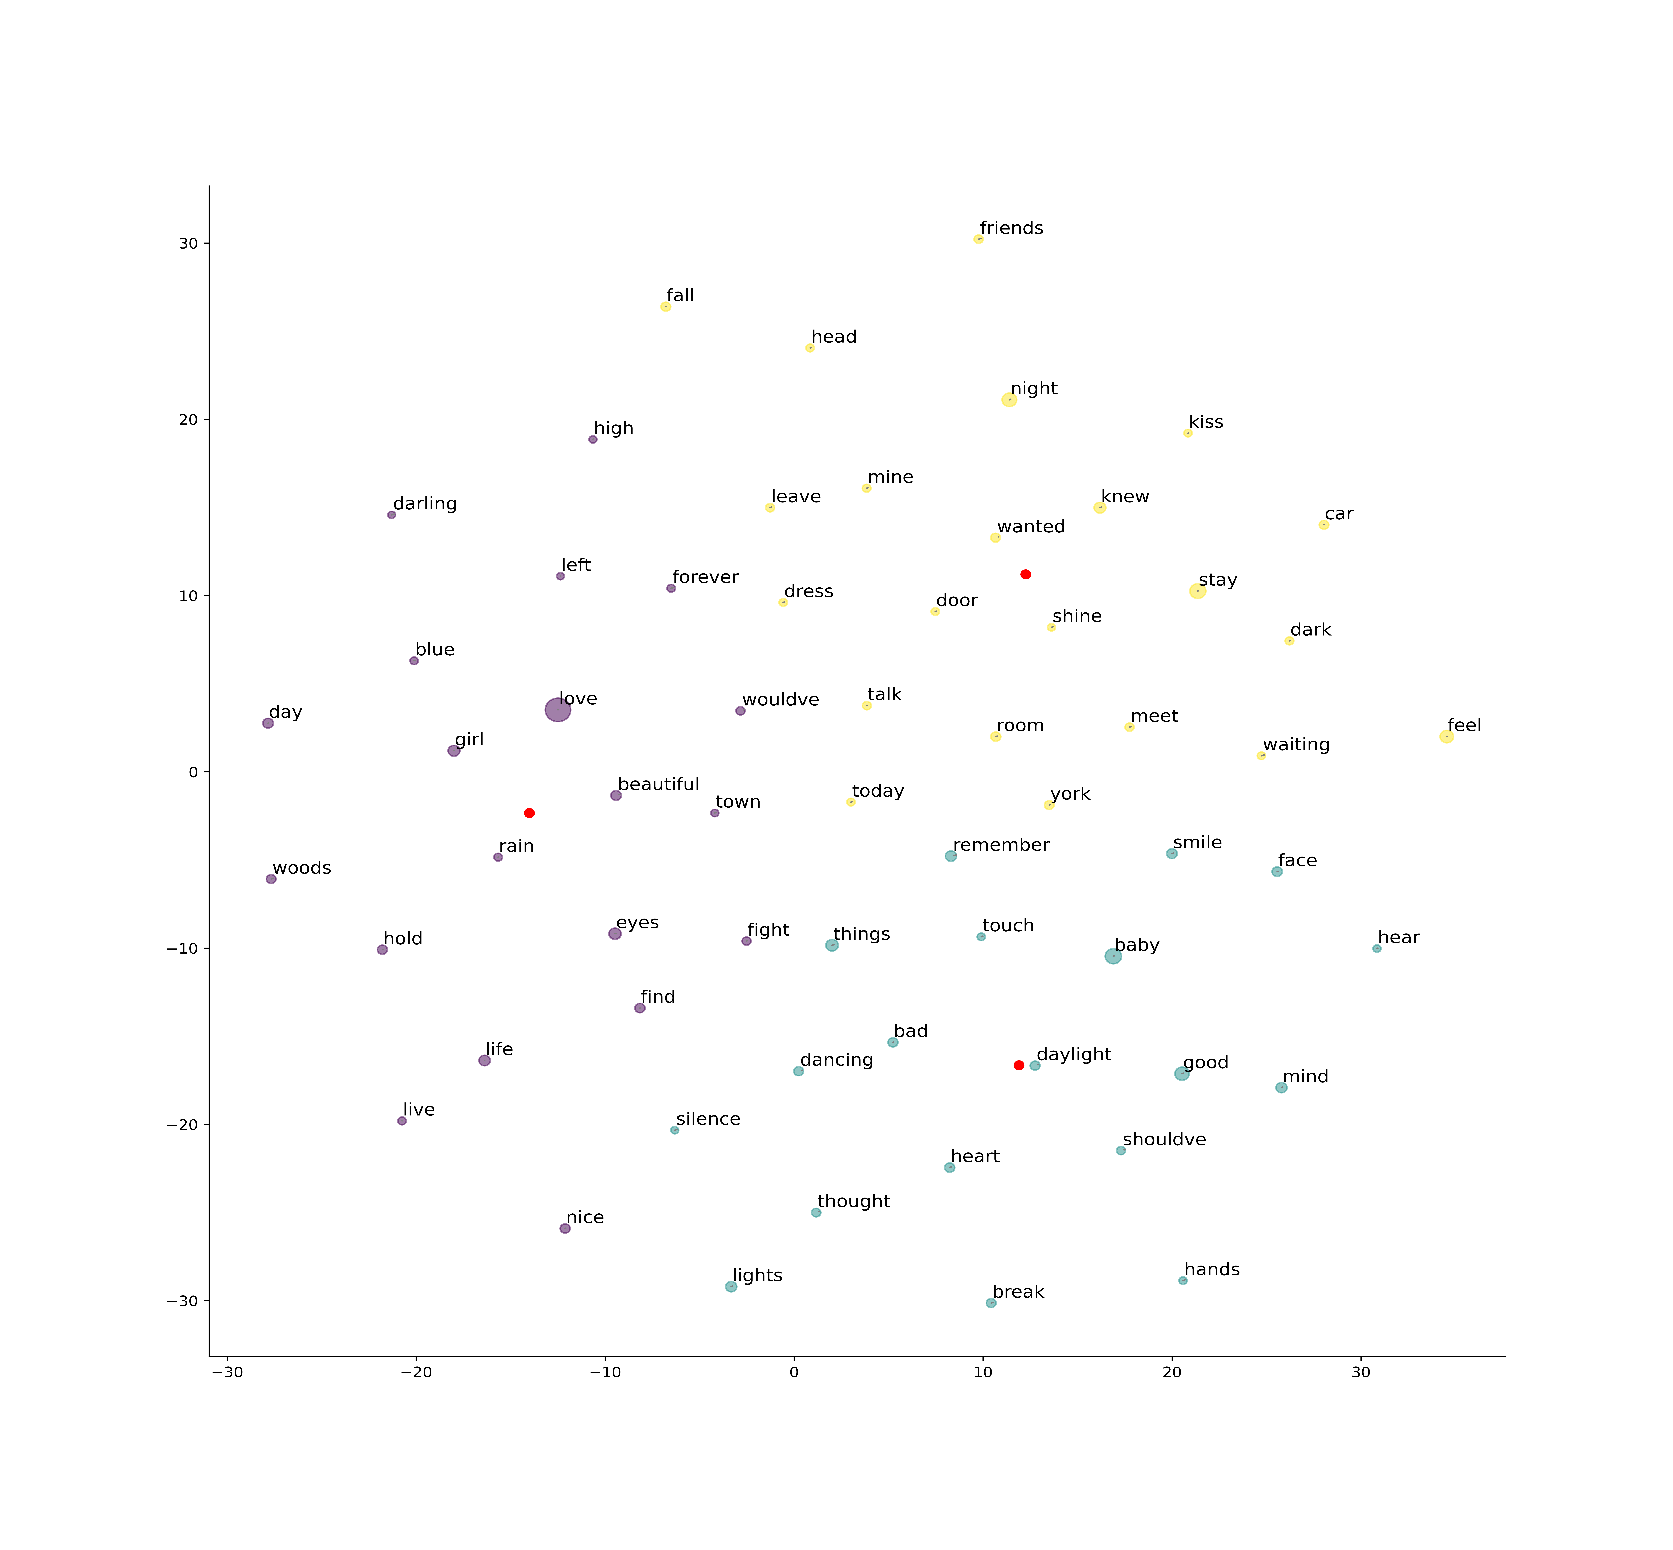 friends
30
fall
head
night
kiss
20
high
mine
leave
knew
darling
car
wanted
left
forever
stay
10
dress
door
shine
dark
blue
love
wouldve
talk
day
room
meet
feel
girl
waiting
0
beautiful
town
today
york
rain
remember
smile
face
woods
eyes
fight
things
touch
hold
baby
hear
−10
find
bad
life
dancing
daylight
good
mind
live
silence
−20
shouldve
heart
thought
nice
lights
hands
break
−30
−30 −20 −10 0 10 20 30